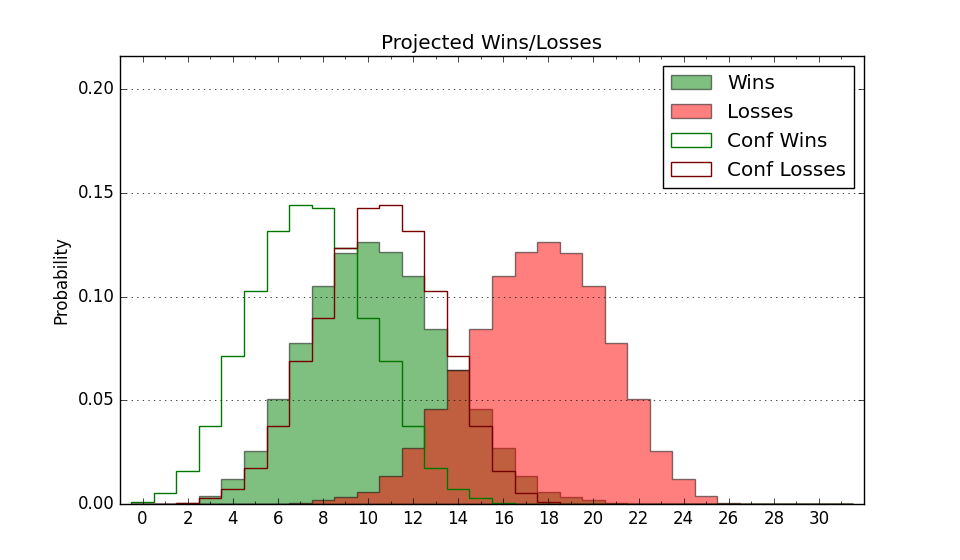 Projected Wins/Losses
Wins
Losses
Conf Wins
Conf Losses
Probability
0.20
0.15
0.10
0.05
0.00
0 2 4 6 8 10 12 14 16 18 20 22 24 26 28 30